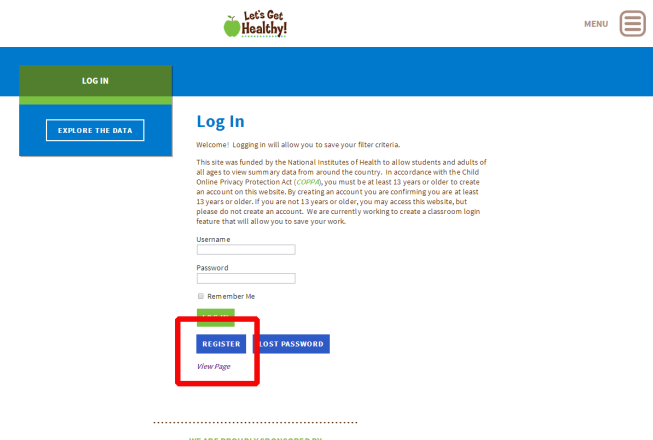 Let's Get
Healthy!
MENU
LOG IN
EXPLORE THE DATA
Log In
Welcome! Logging in will allow you to save your filter criteria.
This site was funded by the National Institutes of Health to allow students and adults of
all ages to view summary data from around the country. In accordance with the Child
Online Privacy Protection Act (COPPA), you must be at least 13 years or older to create
an account on this website. By creating an account you are confirming you are at least
13 years or older. If you are not 13 years or older, you may access this website, but
please do not create an account. We are currently working to create a classroom login
feature that will allow you to save your work.
Username
Password
Remember Me
LOG IN
REGISTER
LOST PASSWORD
View Page
WE ARE PROUDLY SPONSORED BY